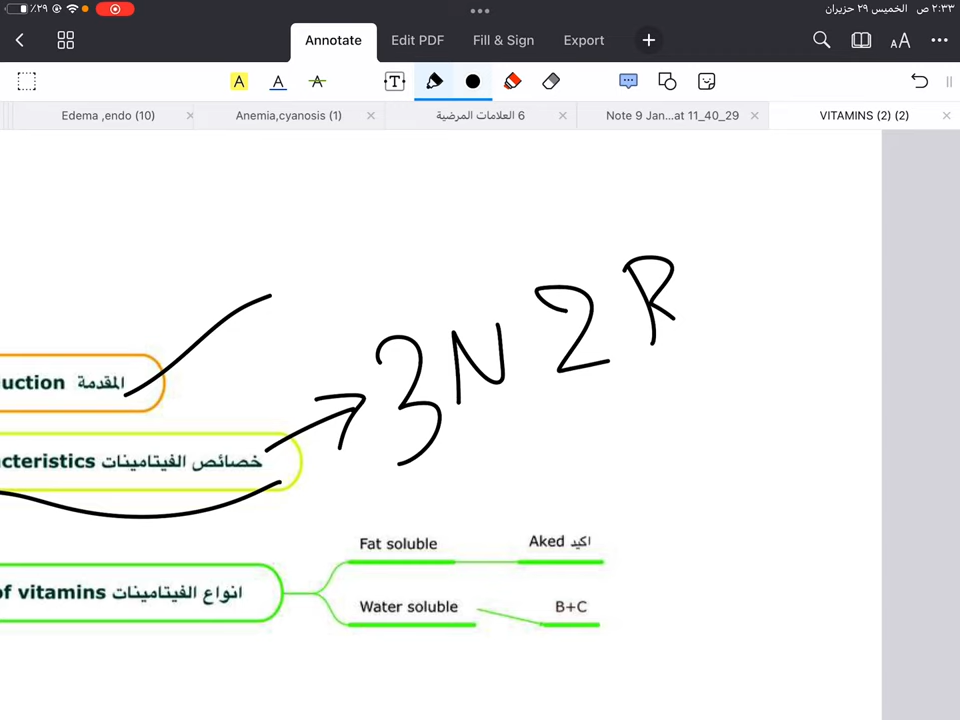 ٪٢٩ ٢:٣٣ ص الخميس ٢٩ حزيران
Annotate Edit PDF Fill & Sign Export
Edema ,endo (10) Anemia,cyanosis (1) 6 العلامات المرضية Note 9 Jan...at 11_40_29 VITAMINS (2) (2)
3N2R
uction المقدمة
cteristics خصائص الفيتامينات
Fat soluble Aked اكيد
of vitamins انواع الفيتامينات
Water soluble B+C